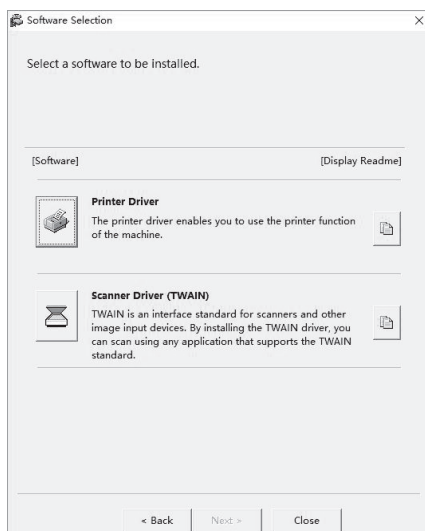 Software Selection
Select a software to be installed.
[Software] [Display Readme]
Printer Driver
The printer driver enables you to use the printer function
of the machine.
Scanner Driver (TWAIN)
TWAIN is an interface standard for scanners and other
image input devices. By installing the TWAIN driver, you
can scan using any application that supports the TWAIN
standard.
< Back Next > Close